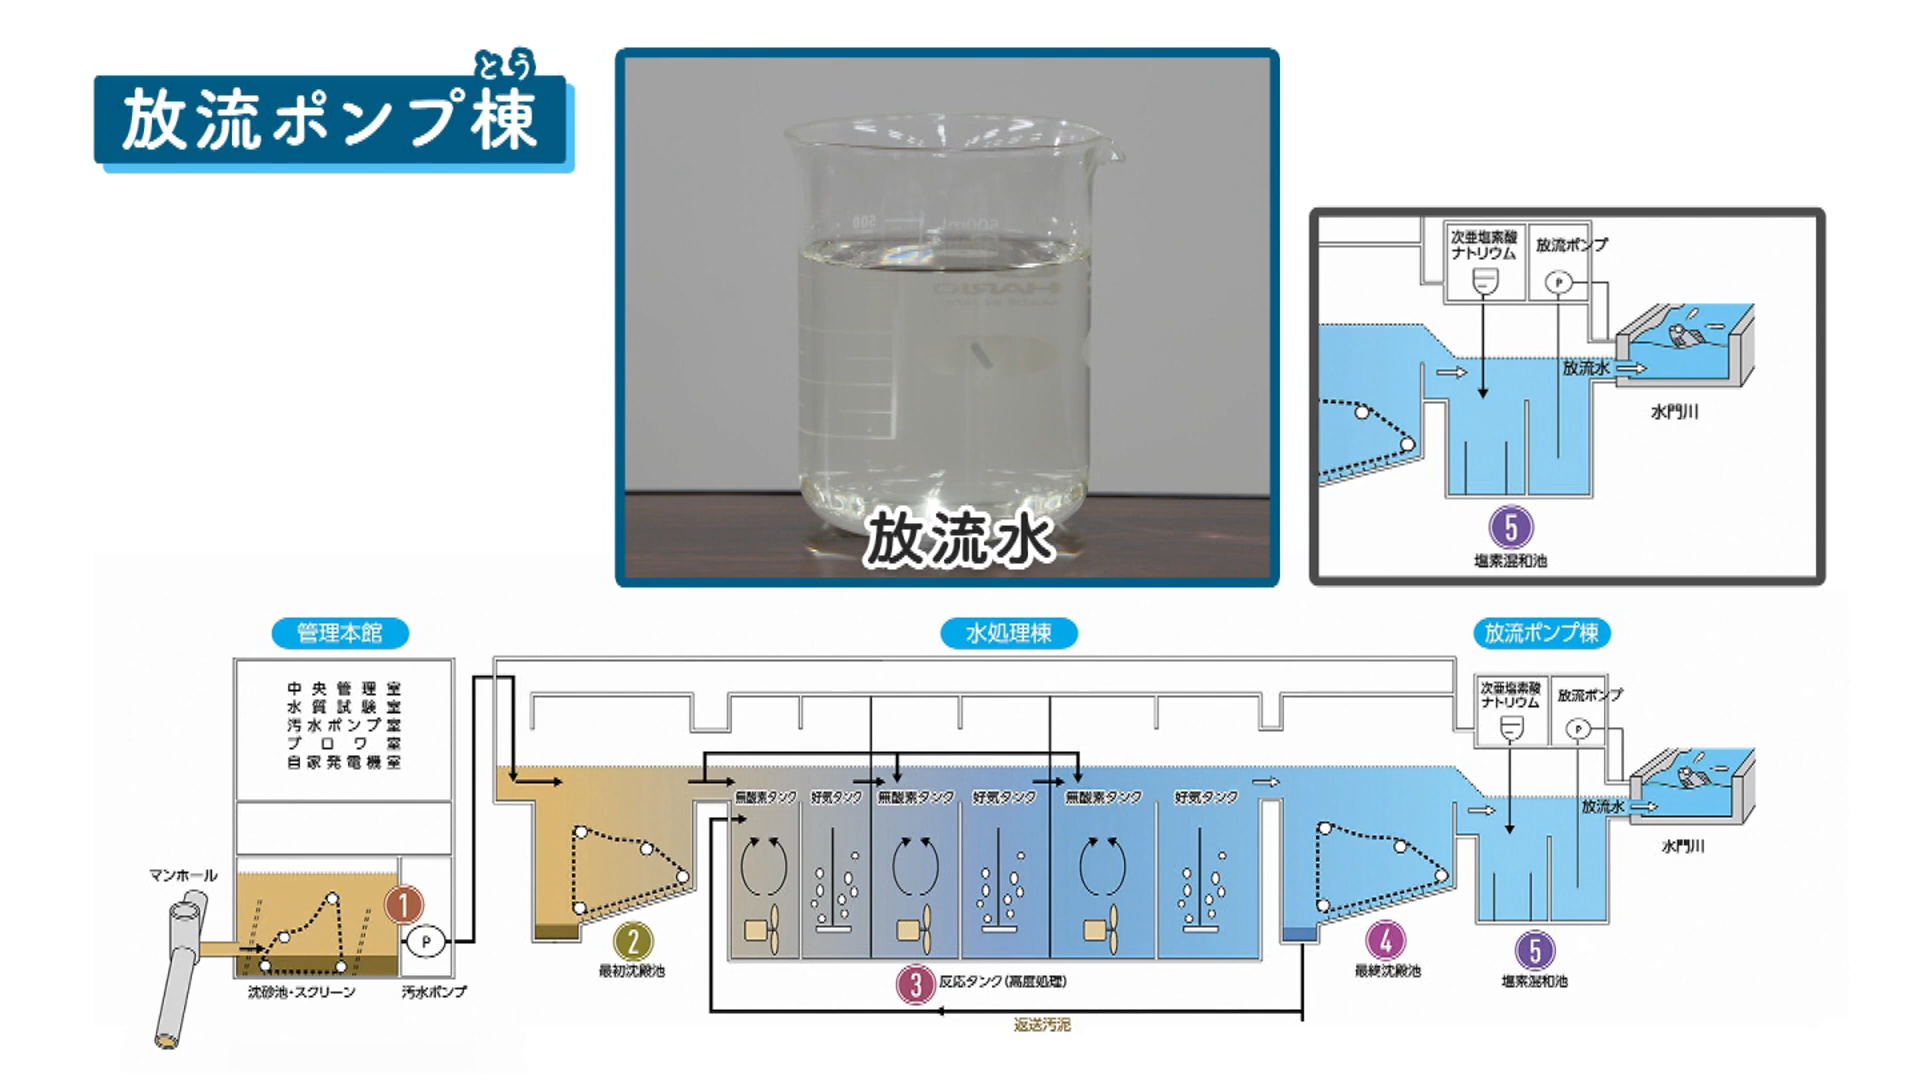 とう
放流ポンプ棟
500
600ml
HARIO
放流水
次亜塩素酸
ナトリウム
放流ポンプ
P
放流水
水門川
5
塩素混和池
管理本館
水処理棟
放流ポンプ棟
中央管理室
水質試験室
汚水ポンプ室
ブロワ室
自家発電機室
次亜塩素酸
ナトリウム
放流ポンプ
P
無酸素タンク
好気タンク
無酸素タンク
好気タンク
無酸素タンク
好気タンク
放流水
水門川
マンホール
1
P
2
最初沈殿池
4
最終沈殿池
5
塩素混和池
沈砂池・スクリーン
汚水ポンプ
3
反応タンク(高度処理)
返送汚泥